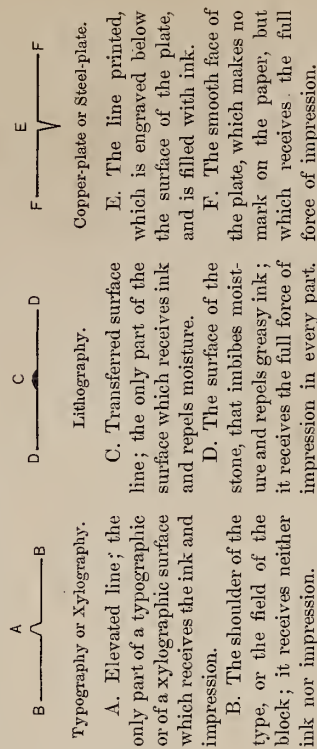 A
B B
Typography or Xylography.
A. Elevated line; the
only part of a typographic
or of a xylographic surface
which receives the ink and
impression.
B. The shoulder of the
type, or the field of the
block; it receives neither
ink nor impression.
C
D D
Lithography.
C. Transferred surface
line; the only part of the
surface which receives ink
and repels moisture.
D. The surface of the
stone, that imbibes moist-
ure and repels greasy ink;
it receives the full force of
impression in every part.
E
F F
Copper-plate or Steel-plate.
E. The line printed,
which is engraved below
the surface of the plate,
and is filled with ink.
F. The smooth face of
the plate, which makes no
mark on the paper, but
which receives the full
force of impression.